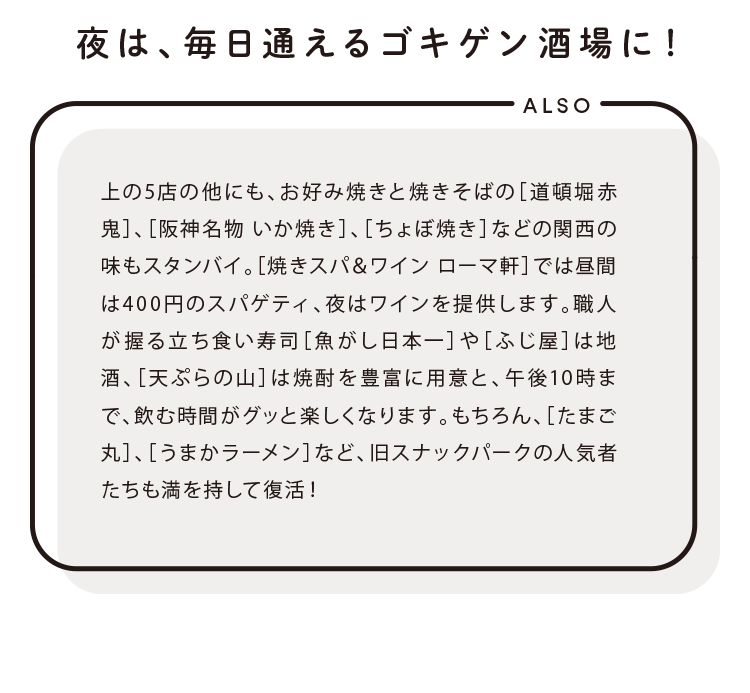 夜は、毎日通えるゴキゲン酒場に！
ALSO
上の5店の他にも、お好み焼きと焼きそばの［道頓堀赤
鬼］、［阪神名物 いか焼き］、［ちょぼ焼き］などの関西の
味もスタンバイ。［焼きスパ＆ワイン ローマ軒］では昼間
は400円のスパゲティ、夜はワインを提供します。職人
が握る立ち食い寿司［魚がし日本一］や［ふじ屋］は地
酒、［天ぷらの山］は焼酎を豊富に用意と、午後10時ま
で、飲む時間がグッと楽しくなります。もちろん、［たまご
丸］、［うまかラーメン］など、旧スナックパークの人気者
たちも満を持して復活！